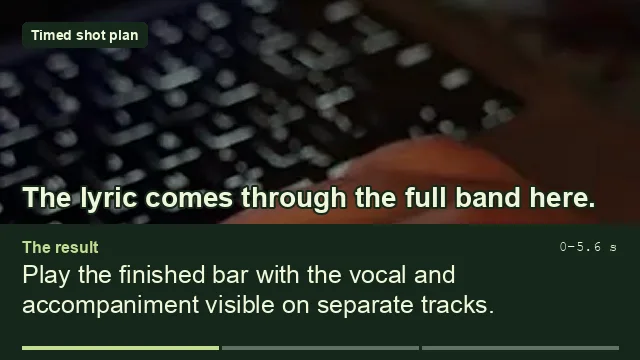 Timed shot plan
The lyric comes through the full band here.
The result
0–5.6 s
Play the finished bar with the vocal and
accompaniment visible on separate tracks.